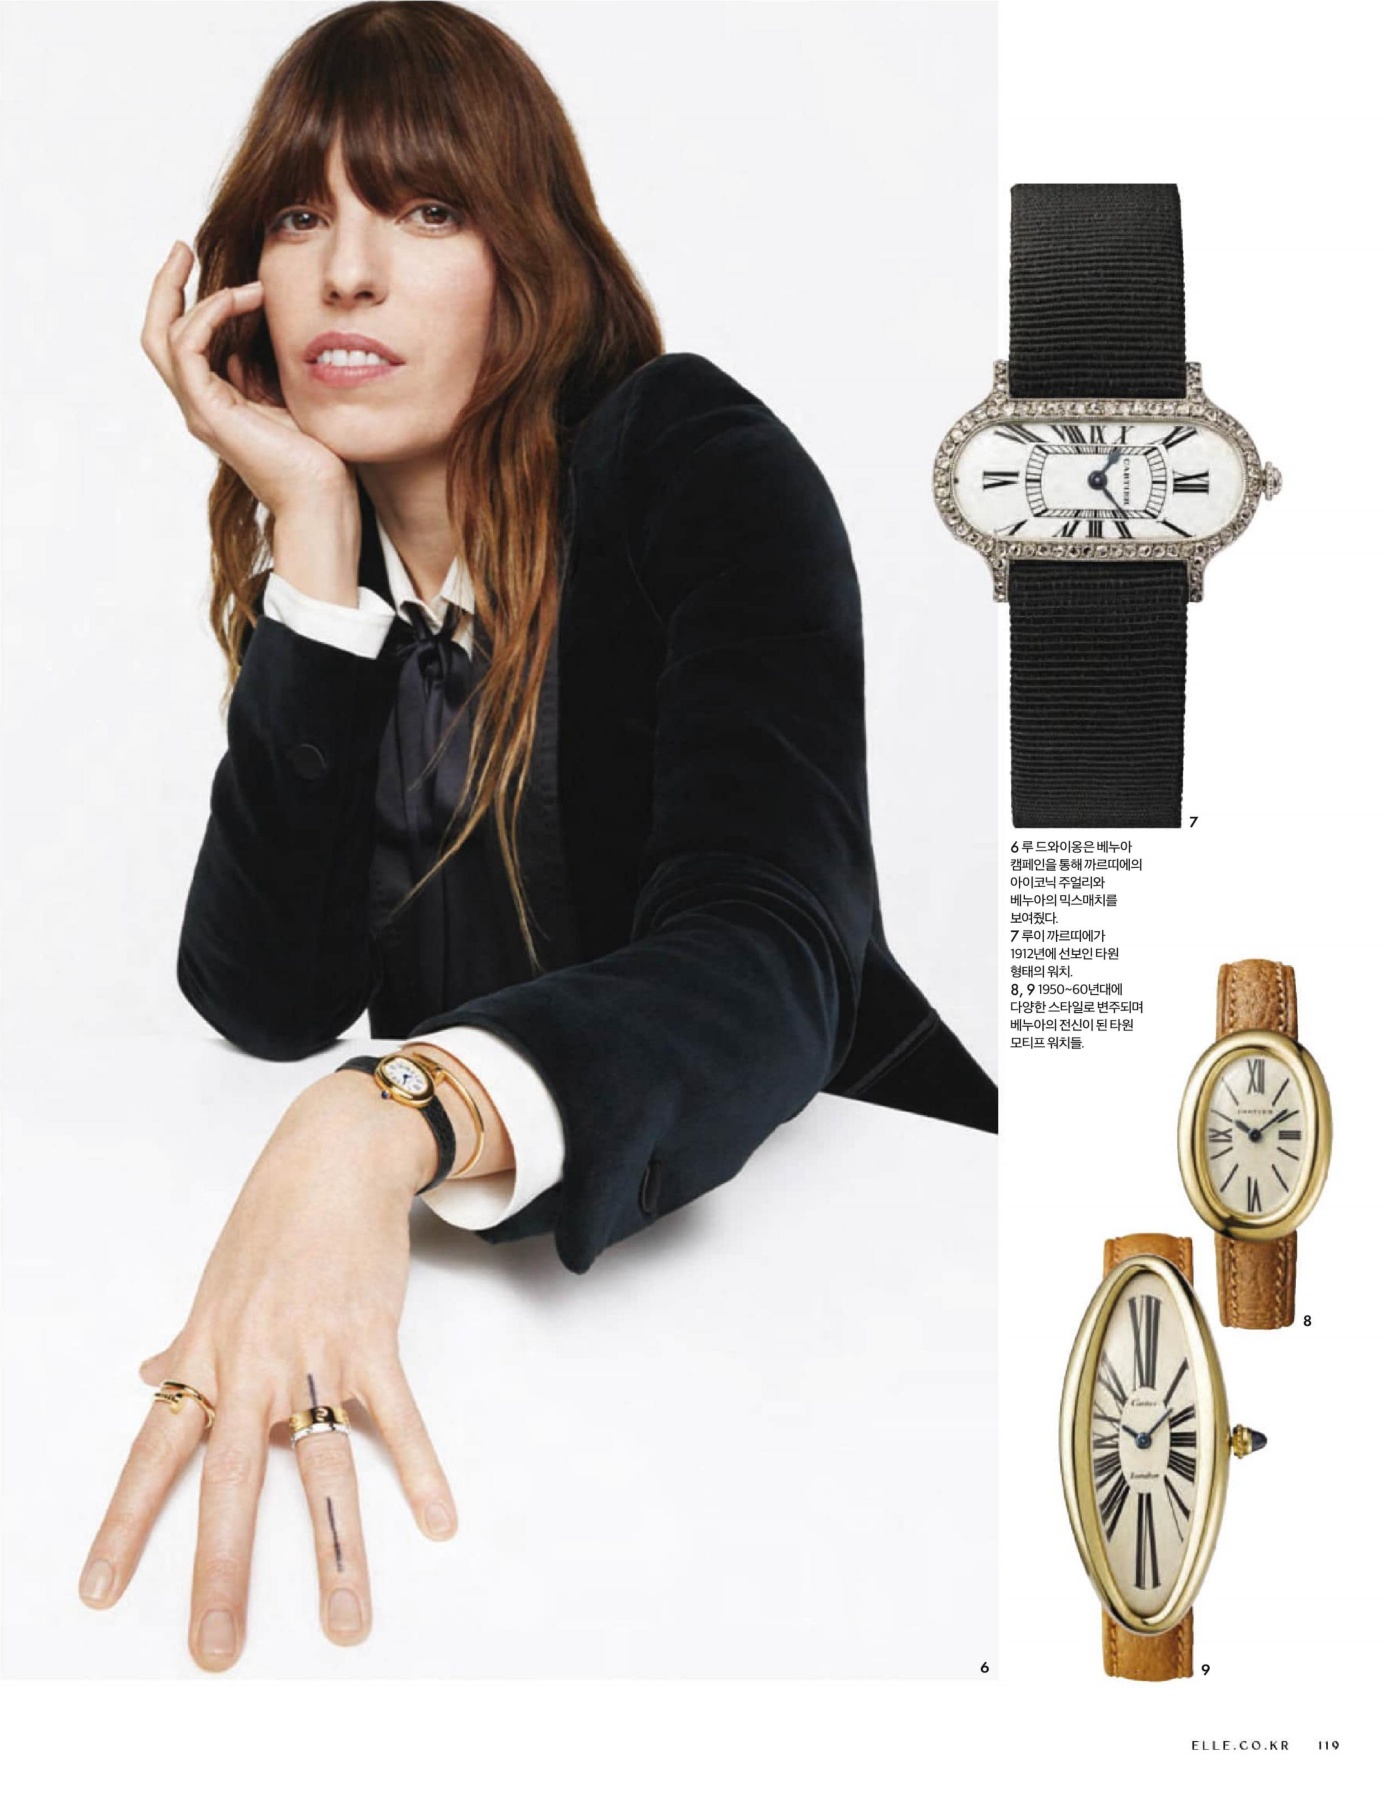 CARTIER
7
6 루 드와이옹은 베누아
캠페인을 통해 까르띠에의
아이코닉 주얼리와
베누아의 믹스매치를
보여줬다.
7 루이 까르띠에가
1912년에 선보인 타원
형태의 워치.
8, 9 1950~60년대에
다양한 스타일로 변주되며
베누아의 전신이 된 타원
모티프 워치들.
CARTIER
8
Cartier
London
9
6
ELLE.CO.KR 119